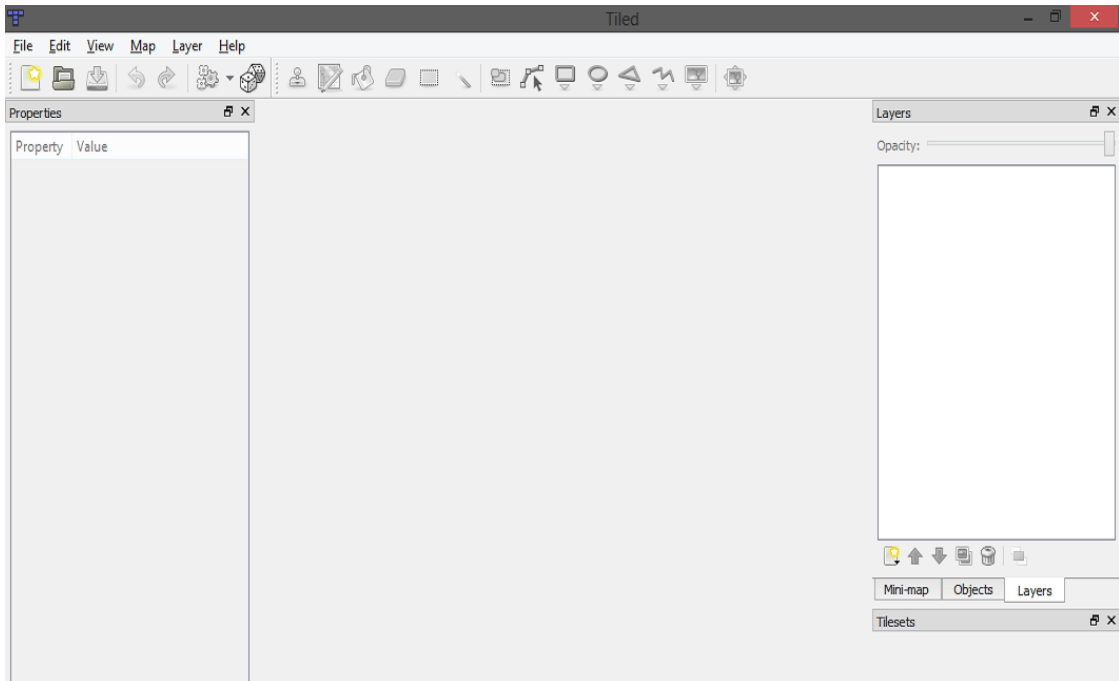 Tiled
File Edit View Map Layer Help
Properties
Property Value
Layers
Opacity:
Mini-map Objects Layers
Tilesets